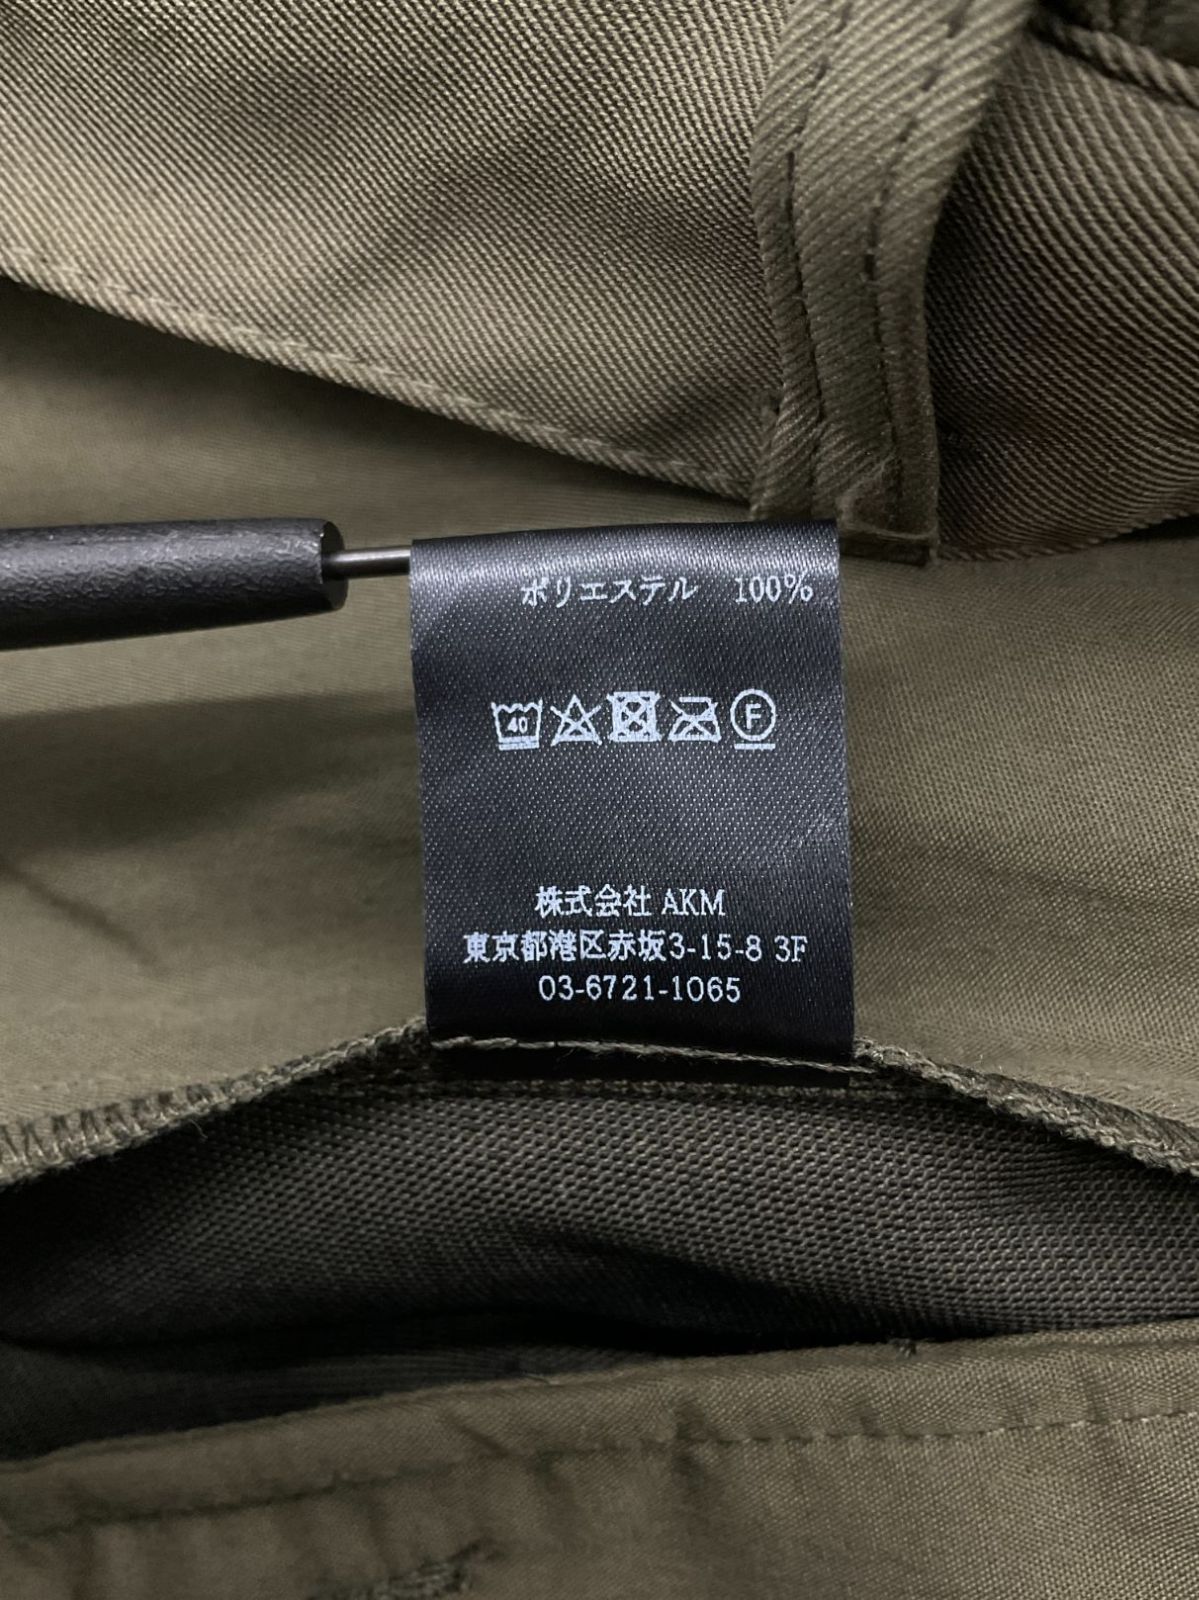 ポリエステル 100%
40
F
株式会社 AKM
東京都港区赤坂3-15-8 3F
03-6721-1065